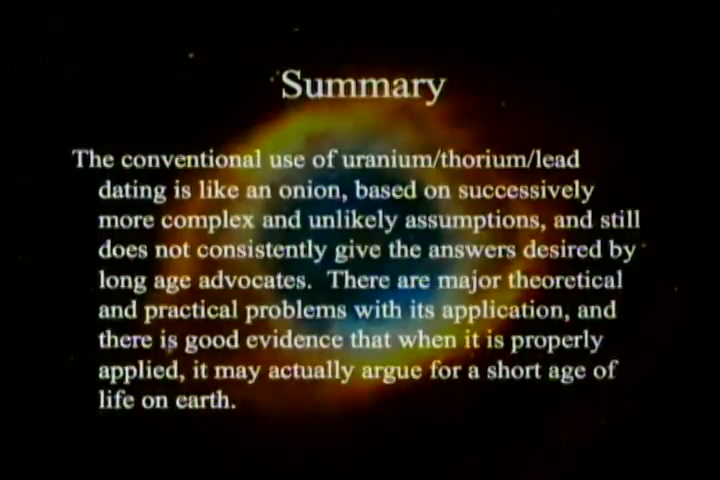 Summary
The conventional use of uranium/thorium/lead
dating is like an onion, based on successively
more complex and unlikely assumptions, and still
does not consistently give the answers desired by
long age advocates.  There are major theoretical
and practical problems with its application, and
there is good evidence that when it is properly
applied, it may actually argue for a short age of
life on earth.